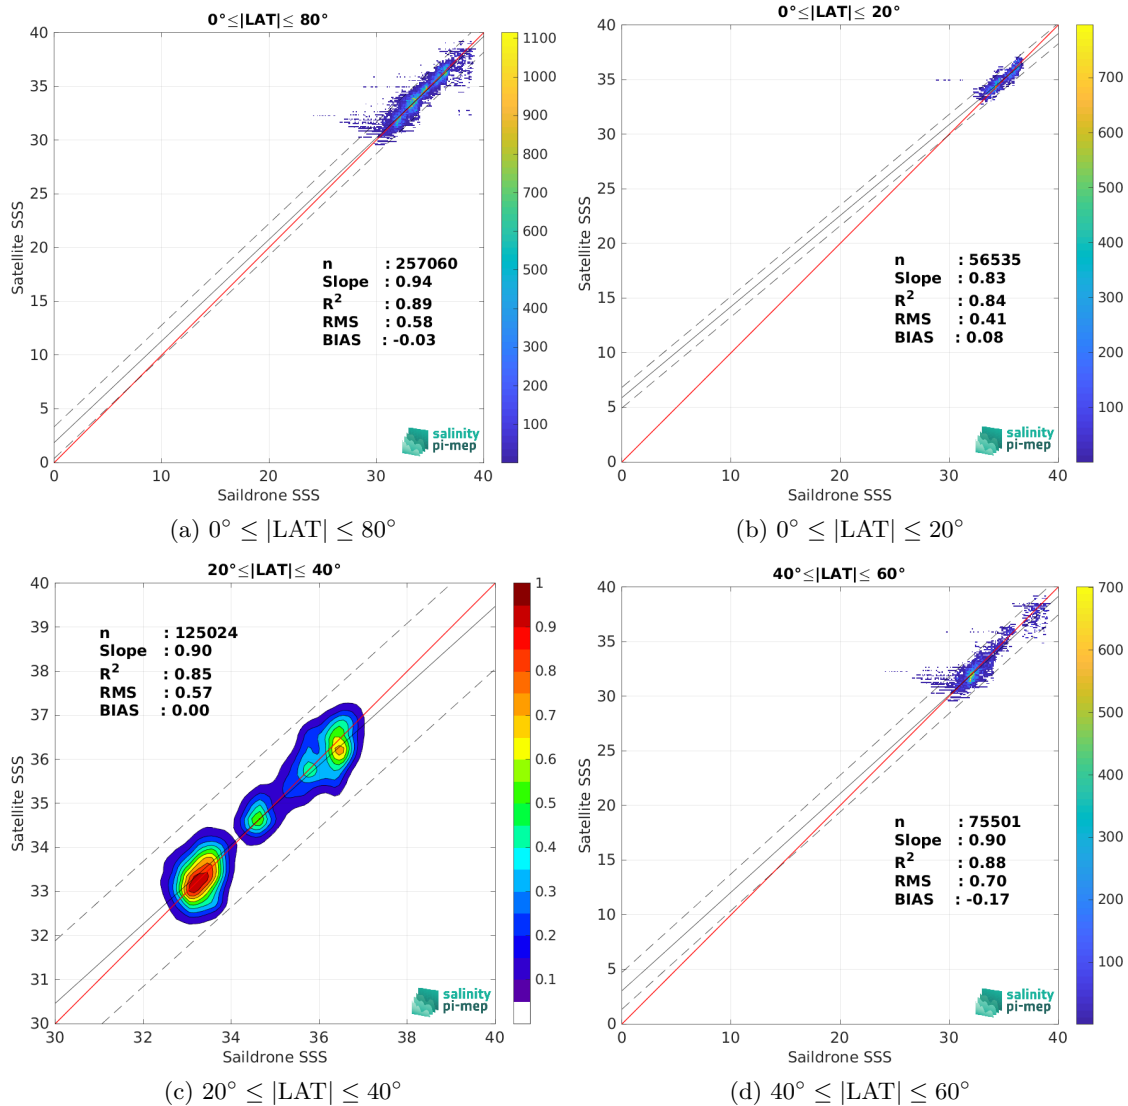 0°≤|LAT|≤ 80°
Satellite SSS
40
35
30
25
20
15
10
5
0
0
10
20
30
40
Saildrone SSS
n : 257060
Slope : 0.94
R² : 0.89
RMS : 0.58
BIAS : -0.03
salinity
pi-mep
1100
1000
900
800
700
600
500
400
300
200
100
(a) 0° ≤ |LAT| ≤ 80°
0°≤|LAT|≤ 20°
Satellite SSS
40
35
30
25
20
15
10
5
0
0
10
20
30
40
Saildrone SSS
n : 56535
Slope : 0.83
R² : 0.84
RMS : 0.41
BIAS : 0.08
salinity
pi-mep
700
600
500
400
300
200
100
(b) 0° ≤ |LAT| ≤ 20°
20°≤|LAT|≤ 40°
Satellite SSS
40
39
38
37
36
35
34
33
32
31
30
30
32
34
36
38
40
Saildrone SSS
n : 125024
Slope : 0.90
R² : 0.85
RMS : 0.57
BIAS : 0.00
salinity
pi-mep
1
0.9
0.8
0.7
0.6
0.5
0.4
0.3
0.2
0.1
(c) 20° ≤ |LAT| ≤ 40°
40°≤|LAT|≤ 60°
Satellite SSS
40
35
30
25
20
15
10
5
0
0
10
20
30
40
Saildrone SSS
n : 75501
Slope : 0.90
R² : 0.88
RMS : 0.70
BIAS : -0.17
salinity
pi-mep
700
600
500
400
300
200
100
(d) 40° ≤ |LAT| ≤ 60°